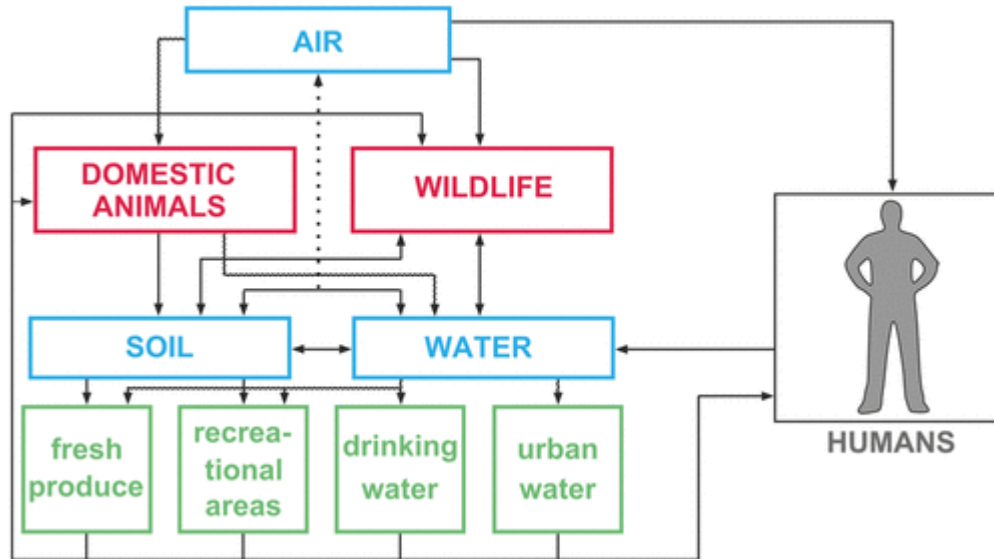 AIR
DOMESTIC
ANIMALS
WILDLIFE
SOIL
WATER
fresh
produce
recrea-
tional
areas
drinking
water
urban
water
HUMANS